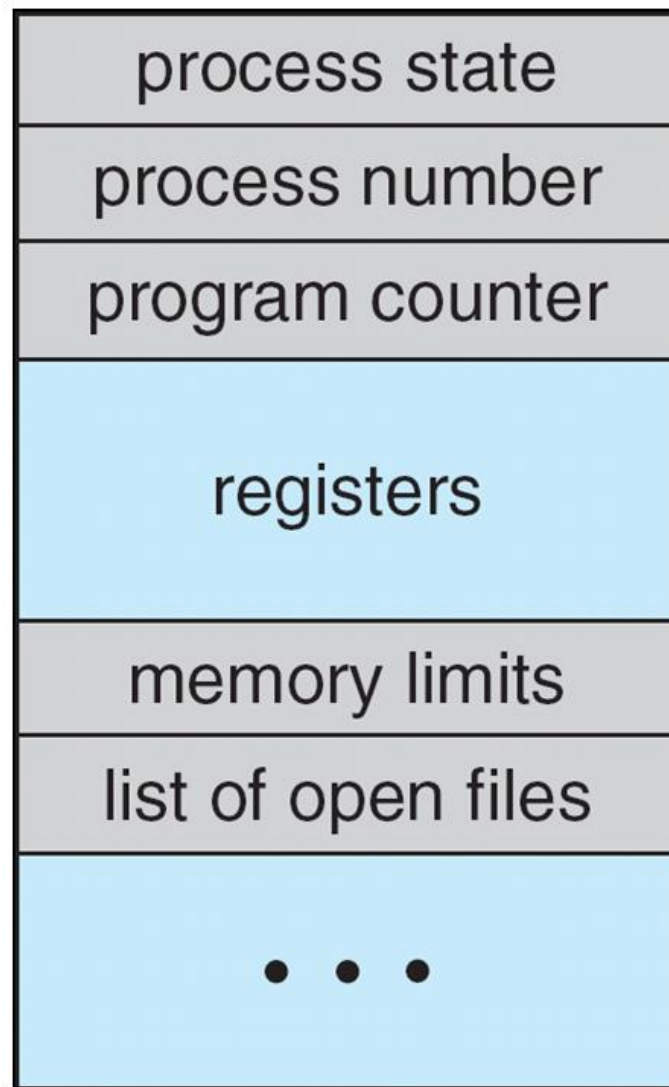 process state
process number
program counter
registers
memory limits
list of open files
• • •